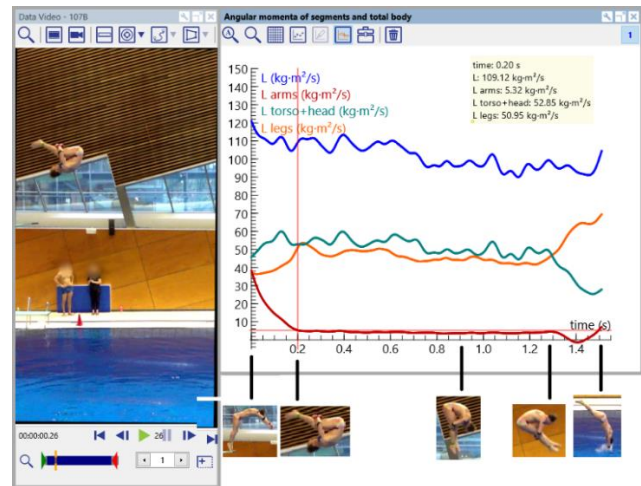 Data Video - 107B
Angular momenta of segments and total body
1
150
140
130
120
110
100
90
80
70
60
50
40
30
20
10
L (kg·m²/s)
L arms (kg·m²/s)
L torso+head (kg·m²/s)
L legs (kg·m²/s)
time: 0.20 s
L: 109.12 kg·m²/s
L arms: 5.32 kg·m²/s
L torso+head: 52.85 kg·m²/s
L legs: 50.95 kg·m²/s
time (s)
0.2
0.4
0.6
0.8
1.0
1.2
1.4
00:00:00.26
26
1